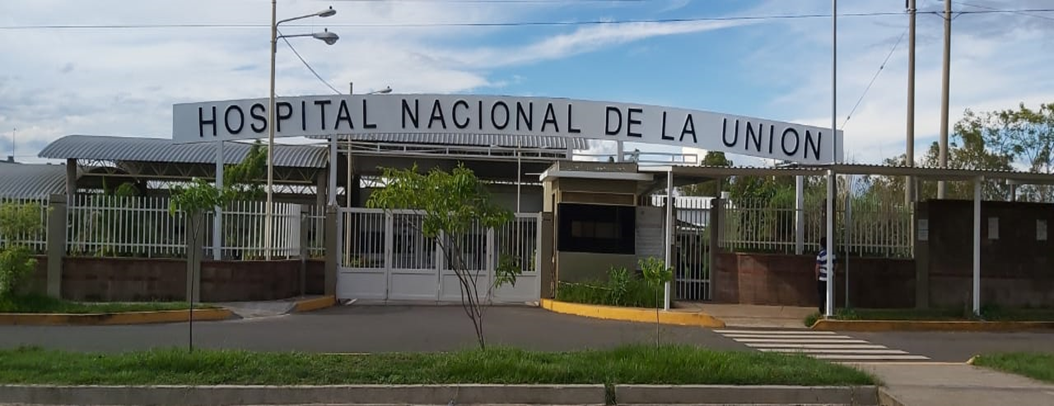 HOSPITAL NACIONAL DE LA UNION